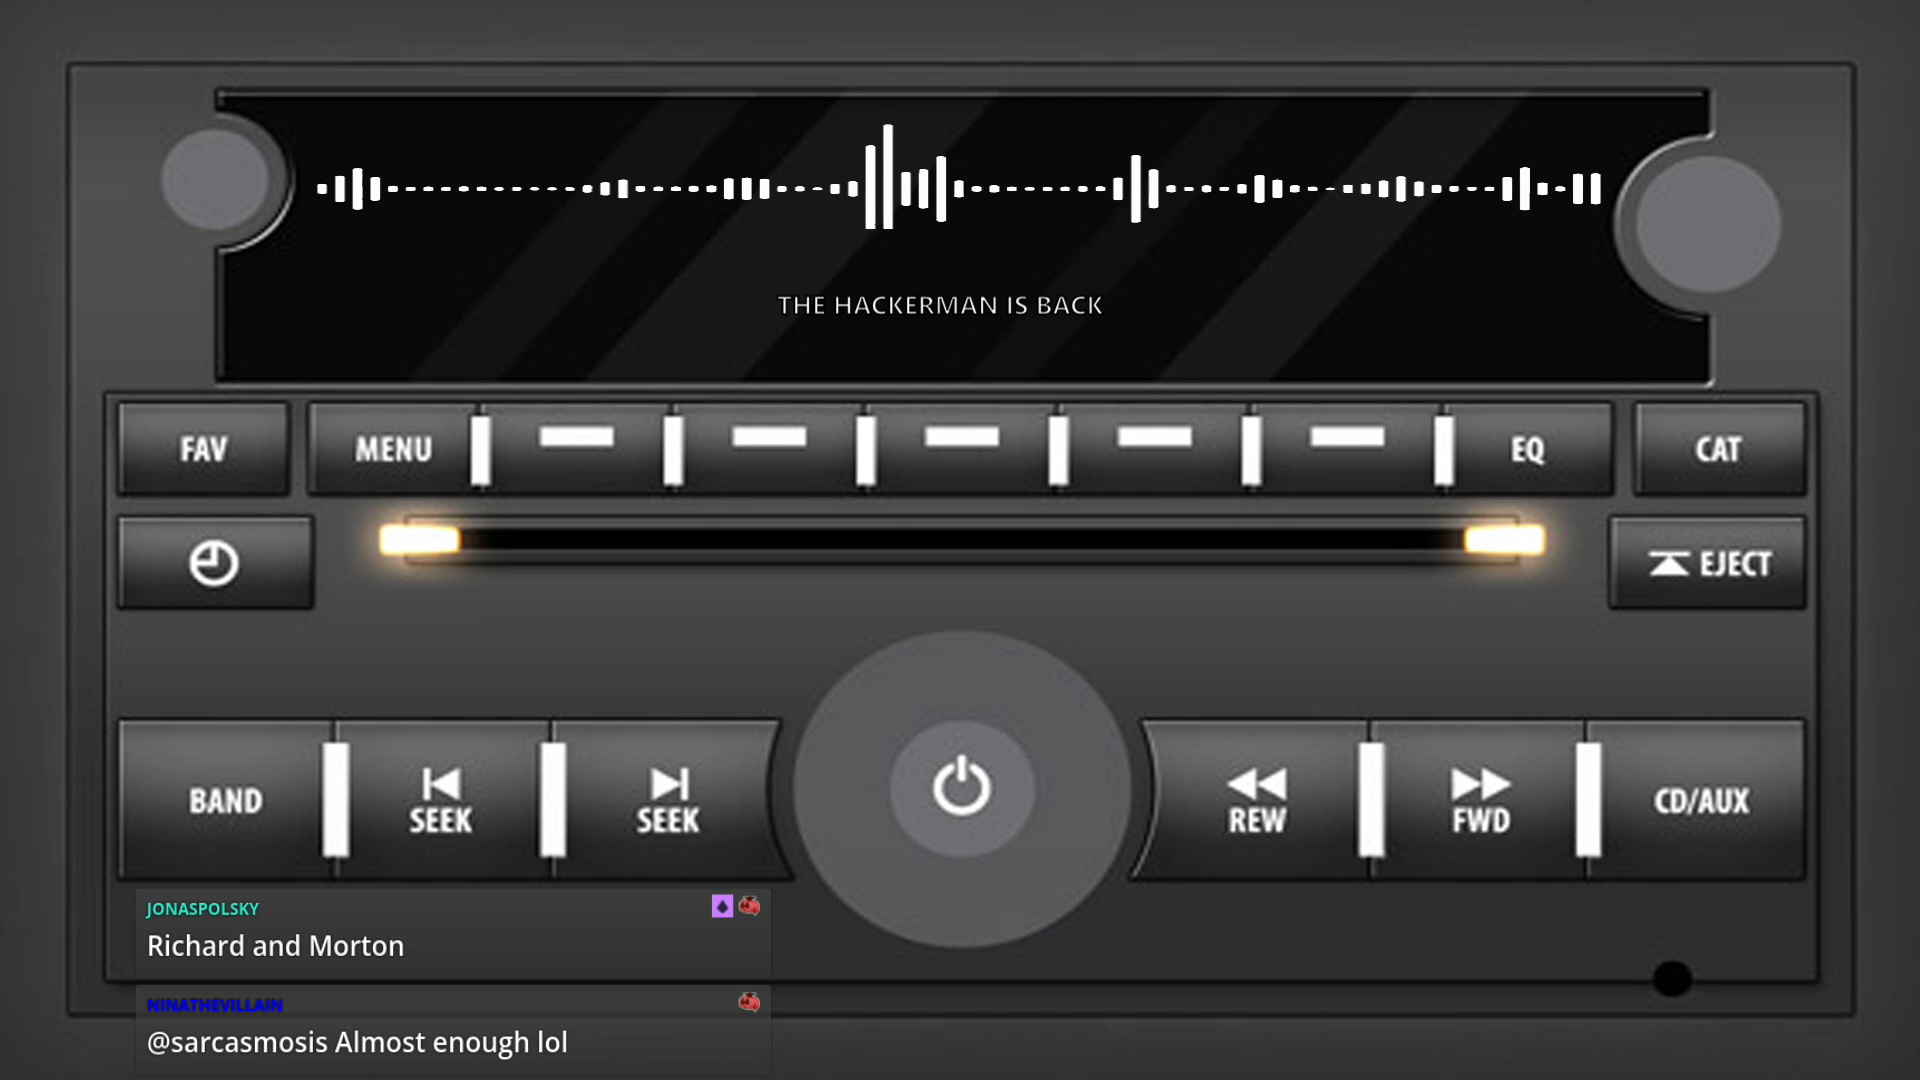 THE HACKERMAN IS BACK
FAV
MENU
EQ
CAT
EJECT
BAND
SEEK
SEEK
REW
FWD
CD/AUX
JONASPOLSKY
Richard and Morton
NINATHEVILLAIN
@sarcasmosis Almost enough lol